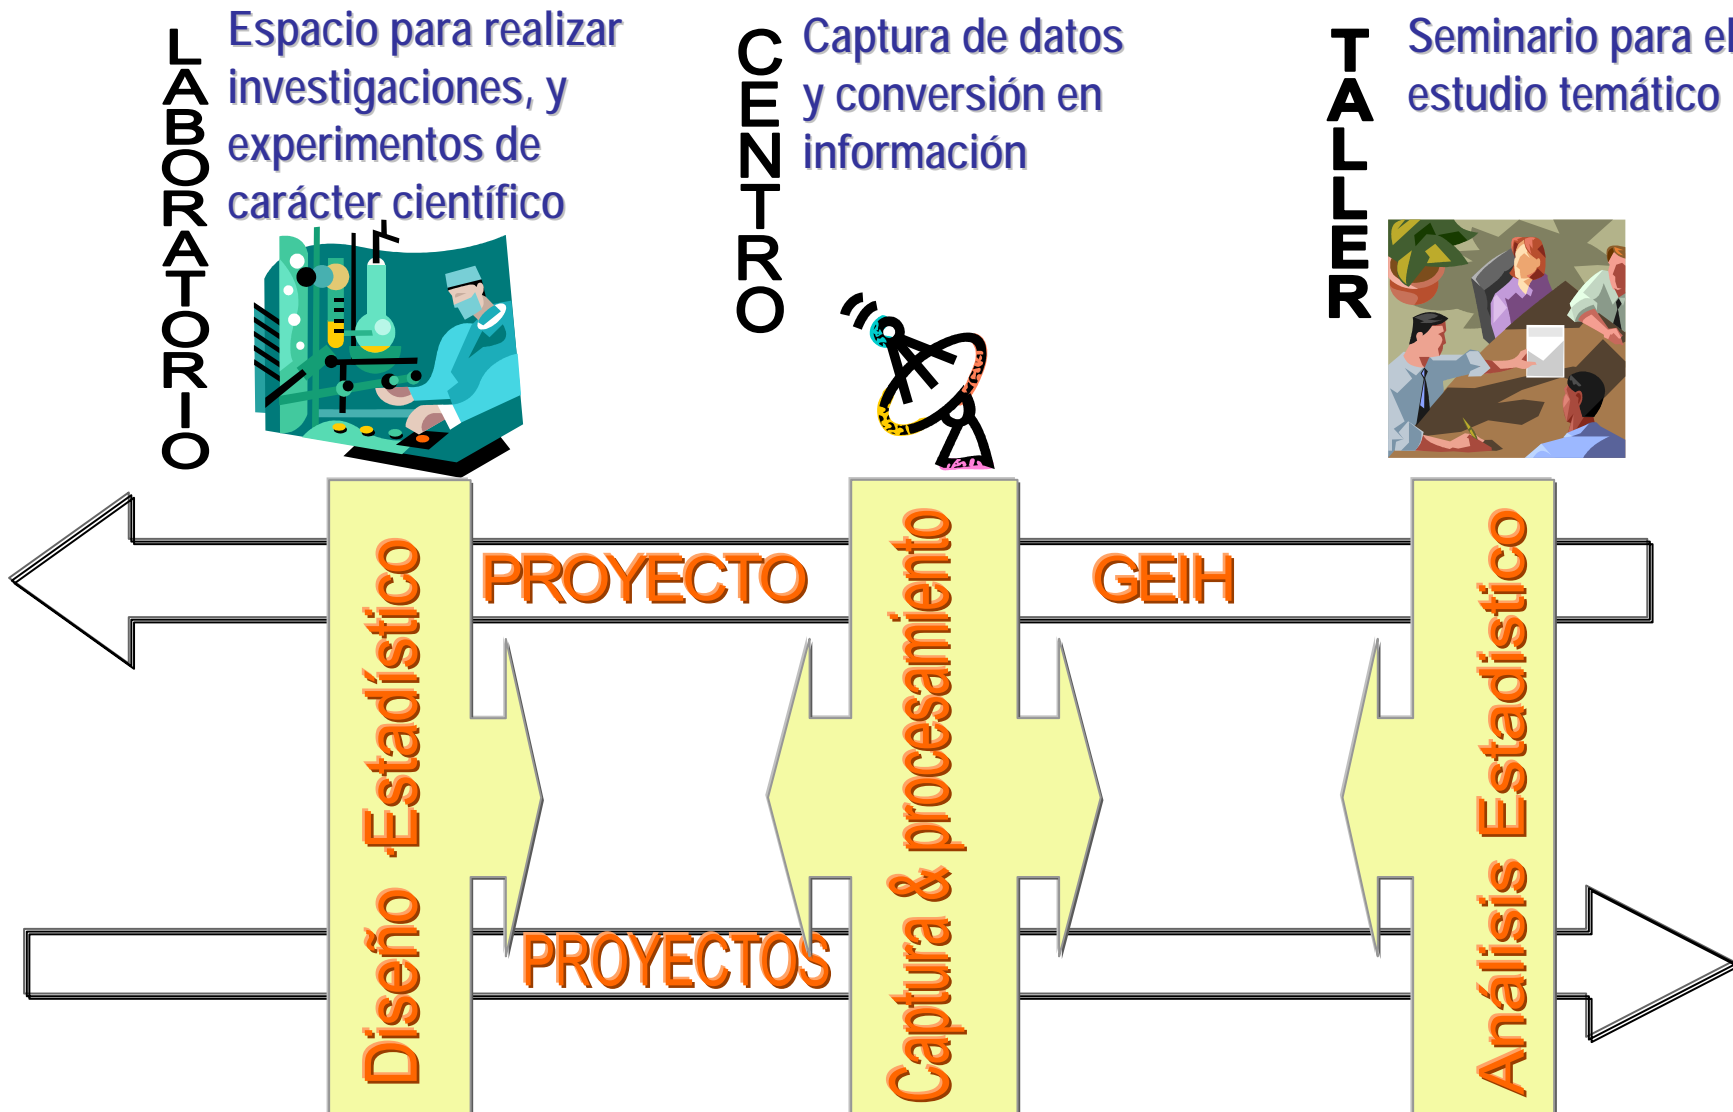 LABORATORIO
Espacio para realizar
investigaciones, y
experimentos de
carácter científico
CENTRO
Captura de datos
y conversión en
información
TALLER
Seminario para el
estudio temático
PROYECTO
GEIH
Diseño ·Estadístico
Captura & procesamiento
Análisis Estadistico
PROYECTOS